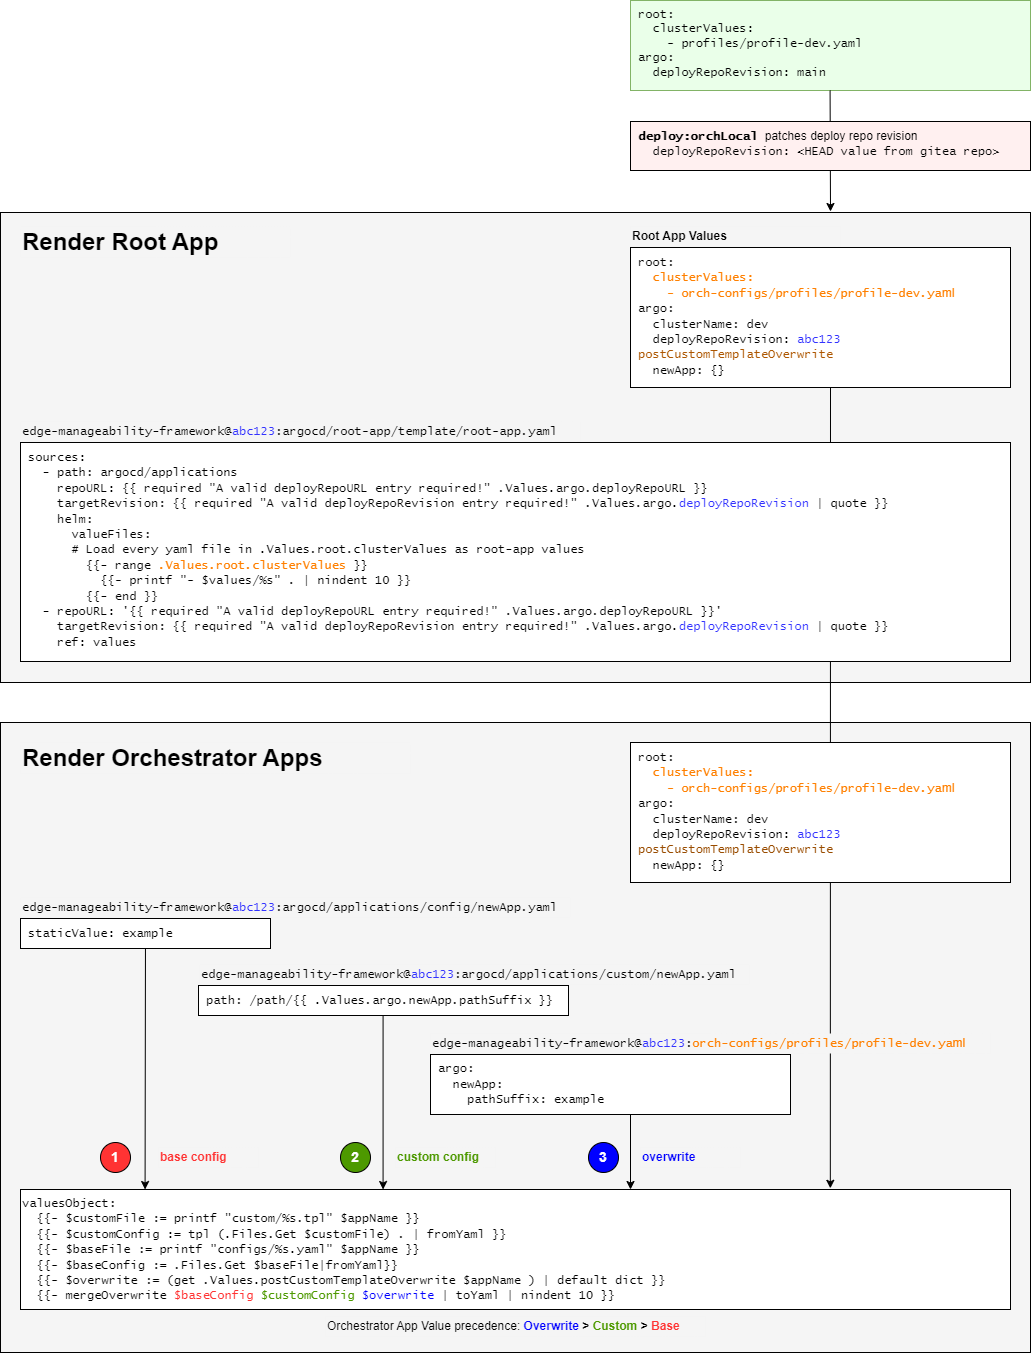 root:
  clusterValues:
    - profiles/profile-dev.yaml
argo:
  deployRepoRevision: main
deploy:orchLocal patches deploy repo revision
  deployRepoRevision: <HEAD value from gitea repo>
Render Root App
Root App Values
root:
  clusterValues:
    - orch-configs/profiles/profile-dev.yaml
argo:
  clusterName: dev
  deployRepoRevision: abc123
postCustomTemplateOverwrite
  newApp: {}
edge-manageability-framework@abc123:argocd/root-app/template/root-app.yaml
sources:
  - path: argocd/applications
    repoURL: {{ required "A valid deployRepoURL entry required!" .Values.argo.deployRepoURL }}
    targetRevision: {{ required "A valid deployRepoRevision entry required!" .Values.argo.deployRepoRevision | quote }}
    helm:
      valueFiles:
      # Load every yaml file in .Values.root.clusterValues as root-app values
        {{- range .Values.root.clusterValues }}
          {{- printf "- $values/%s" . | nindent 10 }}
        {{- end }}
  - repoURL: '{{ required "A valid deployRepoURL entry required!" .Values.argo.deployRepoURL }}'
    targetRevision: {{ required "A valid deployRepoRevision entry required!" .Values.argo.deployRepoRevision | quote }}
    ref: values
Render Orchestrator Apps
root:
  clusterValues:
    - orch-configs/profiles/profile-dev.yaml
argo:
  clusterName: dev
  deployRepoRevision: abc123
postCustomTemplateOverwrite
  newApp: {}
edge-manageability-framework@abc123:argocd/applications/config/newApp.yaml
staticValue: example
edge-manageability-framework@abc123:argocd/applications/custom/newApp.yaml
path: /path/{{ .Values.argo.newApp.pathSuffix }}
edge-manageability-framework@abc123:orch-configs/profiles/profile-dev.yaml
argo:
  newApp:
    pathSuffix: example
1 base config
2 custom config
3 overwrite
valuesObject:
  {{- $customFile := printf "custom/%s.tpl" $appName }}
  {{- $customConfig := tpl (.Files.Get $customFile) . | fromYaml }}
  {{- $baseFile := printf "configs/%s.yaml" $appName }}
  {{- $baseConfig := .Files.Get $baseFile|fromYaml}}
  {{- $overwrite := (get .Values.postCustomTemplateOverwrite $appName ) | default dict }}
  {{- mergeOverwrite $baseConfig $customConfig $overwrite | toYaml | nindent 10 }}
Orchestrator App Value precedence: Overwrite > Custom > Base